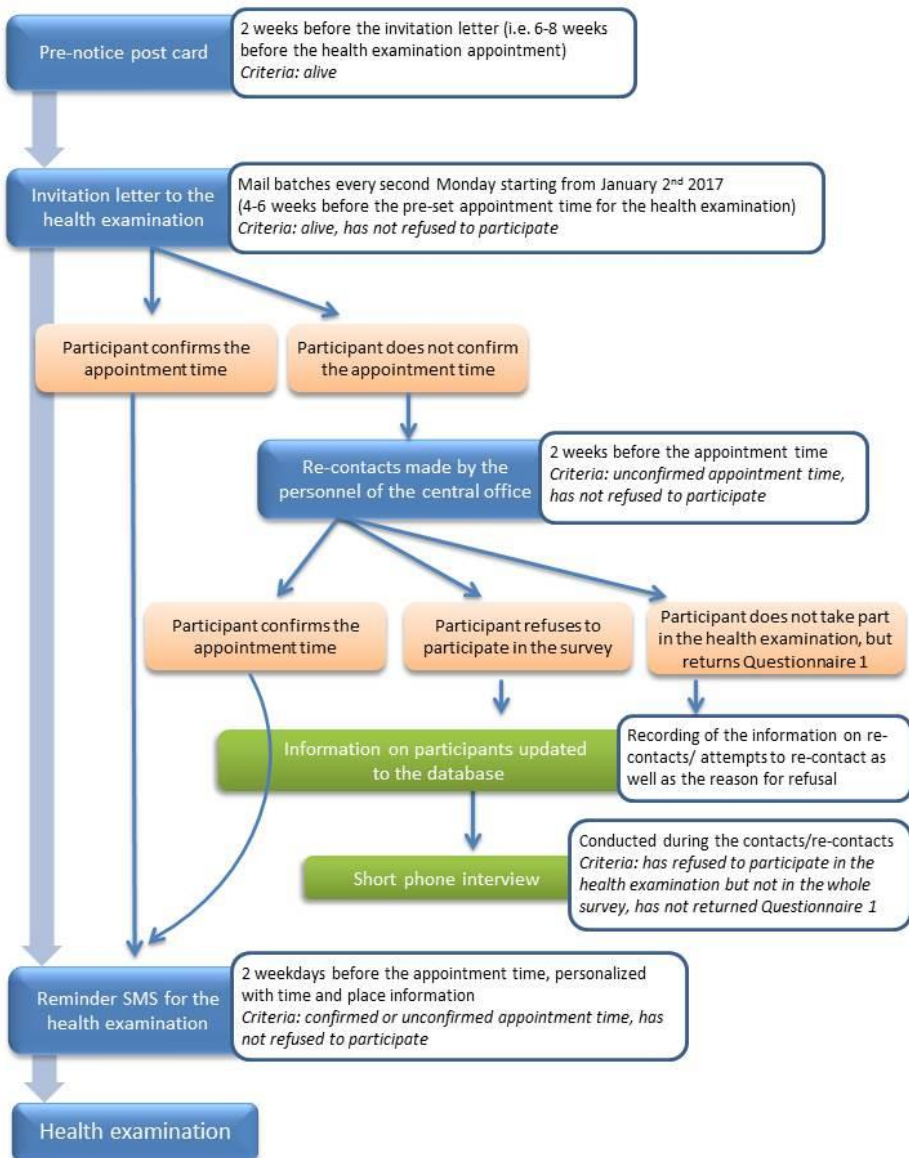 Pre-notice post card
2 weeks before the invitation letter (i.e. 6-8 weeks
before the health examination appointment)
Criteria: alive
Invitation letter to the
health examination
Mail batches every second Monday starting from January 2nd 2017
(4-6 weeks before the pre-set appointment time for the health examination)
Criteria: alive, has not refused to participate
Participant confirms the
appointment time
Participant does not confirm
the appointment time
Re-contacts made by the
personnel of the central office
2 weeks before the appointment time
Criteria: unconfirmed appointment time,
has not refused to participate
Participant confirms the
appointment time
Participant refuses to
participate in the survey
Participant does not take part
in the health examination, but
returns Questionnaire 1
Information on participants updated
to the database
Recording of the information on re-
contacts/ attempts to re-contact as
well as the reason for refusal
Short phone interview
Conducted during the contacts/re-contacts
Criteria: has refused to participate in the
health examination but not in the whole
survey, has not returned Questionnaire 1
Reminder SMS for the
health examination
2 weekdays before the appointment time, personalized
with time and place information
Criteria: confirmed or unconfirmed appointment time, has
not refused to participate
Health examination